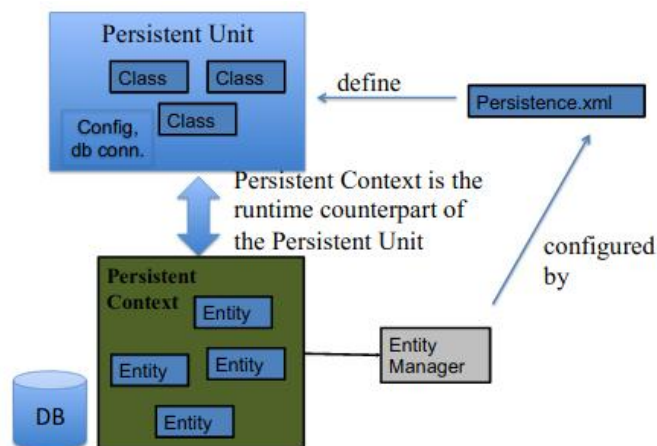 Persistent Unit
Class
Class
Class
Config,
db conn.
define
Persistence.xml
Persistent Context is the
runtime counterpart of
the Persistent Unit
configured
by
Persistent
Context
Entity
Entity
Entity
Entity
Entity
Manager
DB